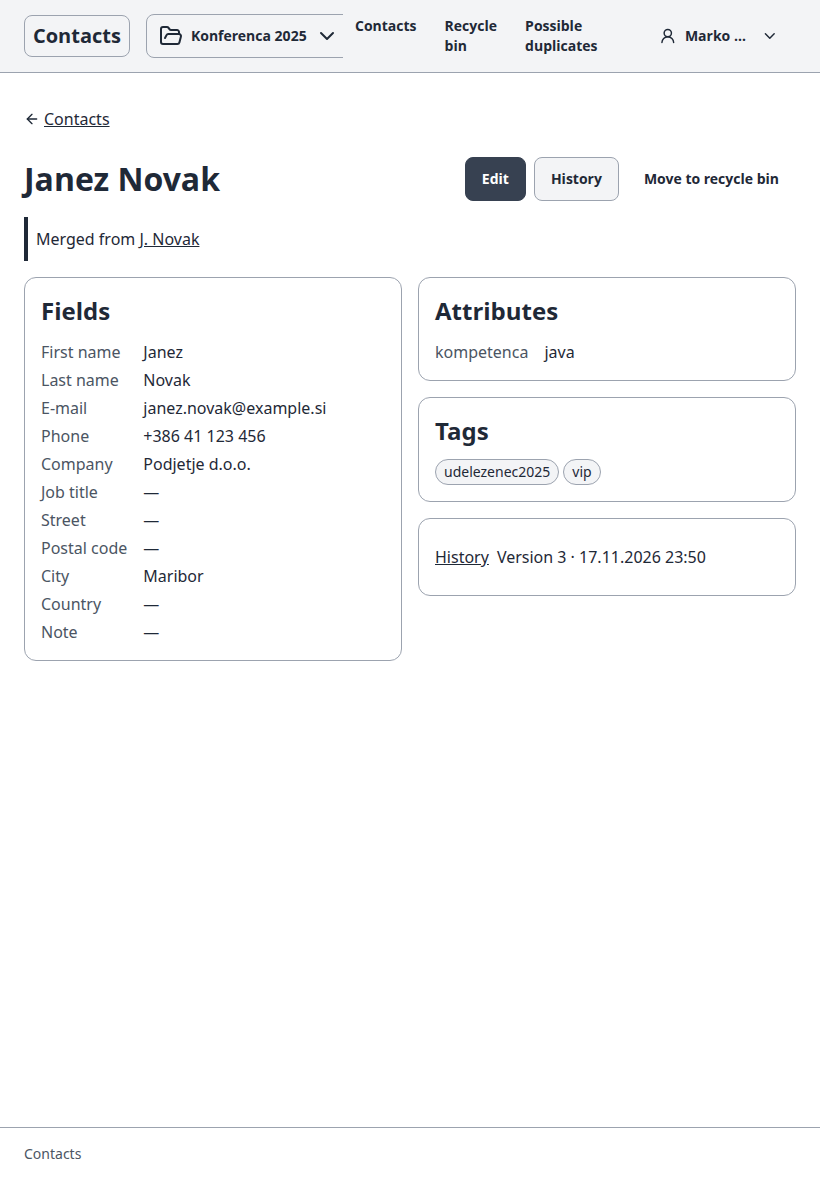 Contacts
Konferenca 2025
Contacts
Recycle bin
Possible duplicates
Marko ...
Contacts
Janez Novak
Edit
History
Move to recycle bin
Merged from J. Novak
Fields
First name Janez
Last name Novak
E-mail janez.novak@example.si
Phone +386 41 123 456
Company Podjetje d.o.o.
Job title —
Street —
Postal code —
City Maribor
Country —
Note —
Attributes
kompetenca java
Tags
udelezenec2025 vip
History Version 3 · 17.11.2026 23:50
Contacts